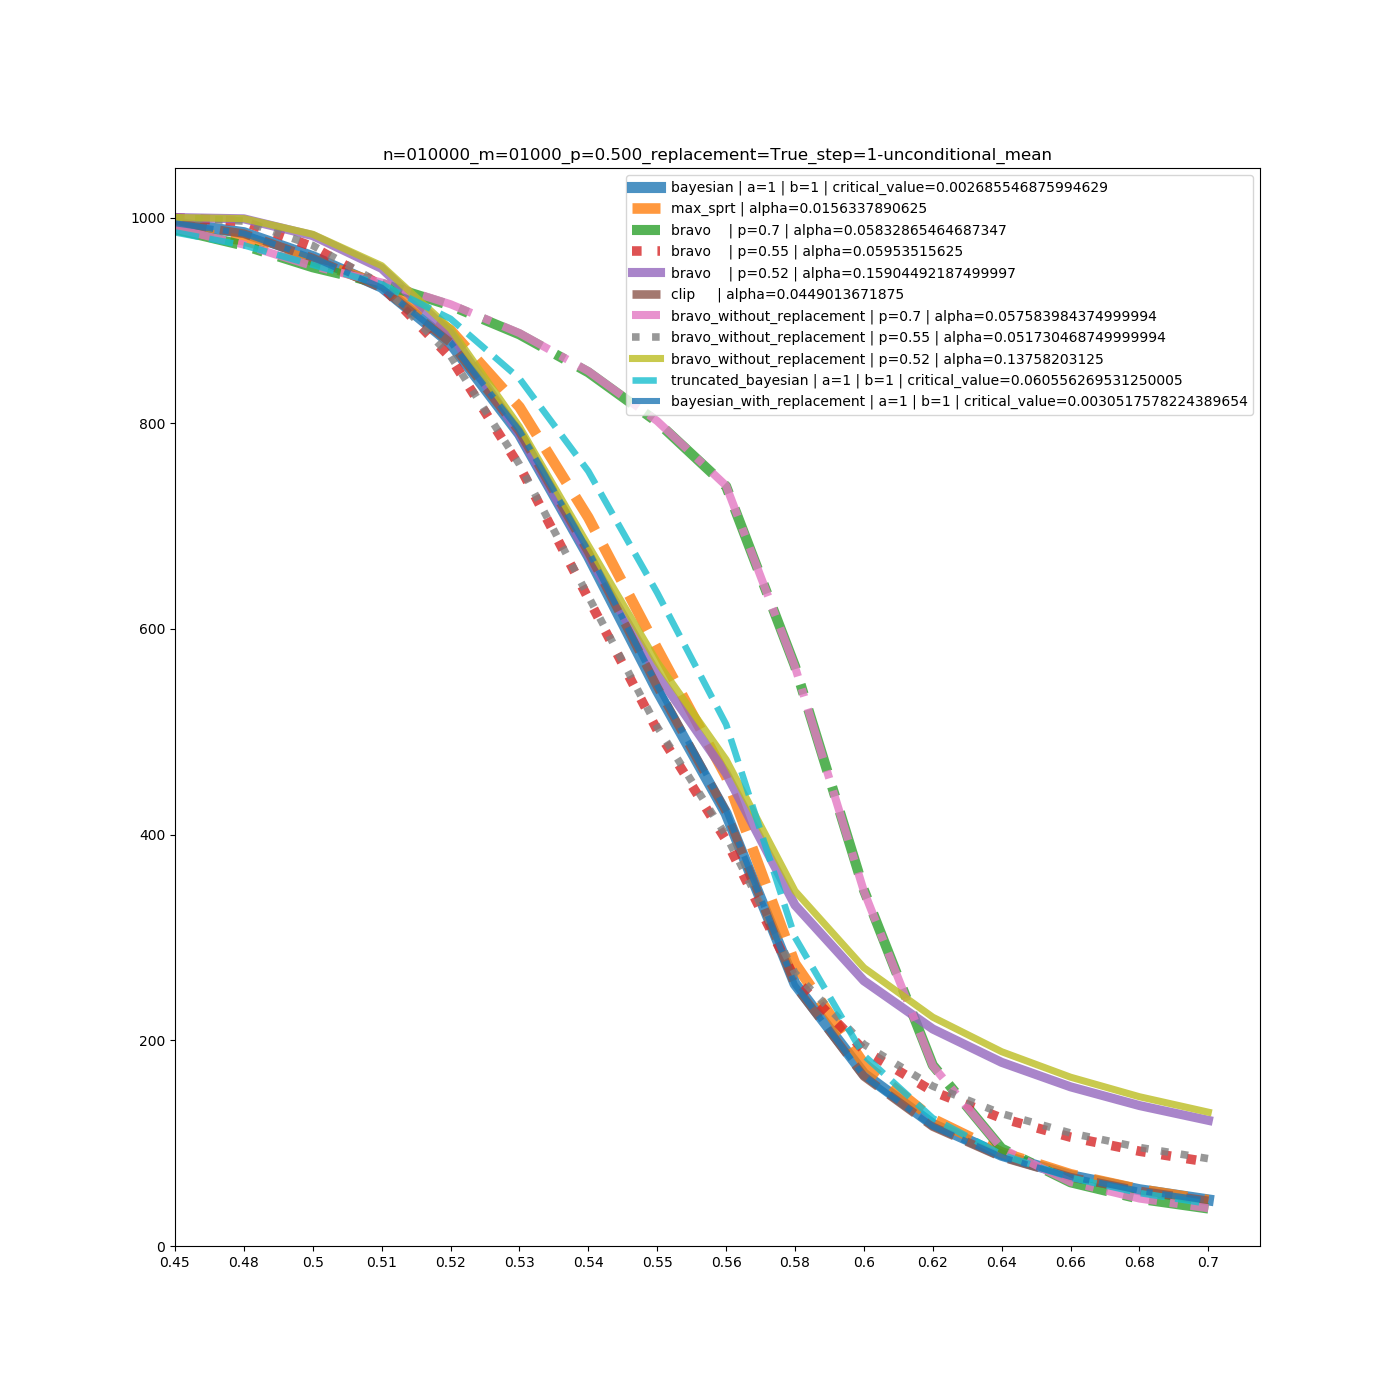 n=010000_m=01000_p=0.500_replacement=True_step=1-unconditional_mean
bayesian | a=1 | b=1 | critical_value=0.002685546875994629
max_sprt | alpha=0.0156337890625
bravo | p=0.7 | alpha=0.05832865464687347
bravo | p=0.55 | alpha=0.05953515625
bravo | p=0.52 | alpha=0.15904492187499997
clip | alpha=0.0449013671875
bravo_without_replacement | p=0.7 | alpha=0.057583984374999994
bravo_without_replacement | p=0.55 | alpha=0.051730468749999994
bravo_without_replacement | p=0.52 | alpha=0.13758203125
truncated_bayesian | a=1 | b=1 | critical_value=0.060556269531250005
bayesian_with_replacement | a=1 | b=1 | critical_value=0.0030517578224389654
1000
800
600
400
200
0
0.45 0.48 0.5 0.51 0.52 0.53 0.54 0.55 0.56 0.58 0.6 0.62 0.64 0.66 0.68 0.7